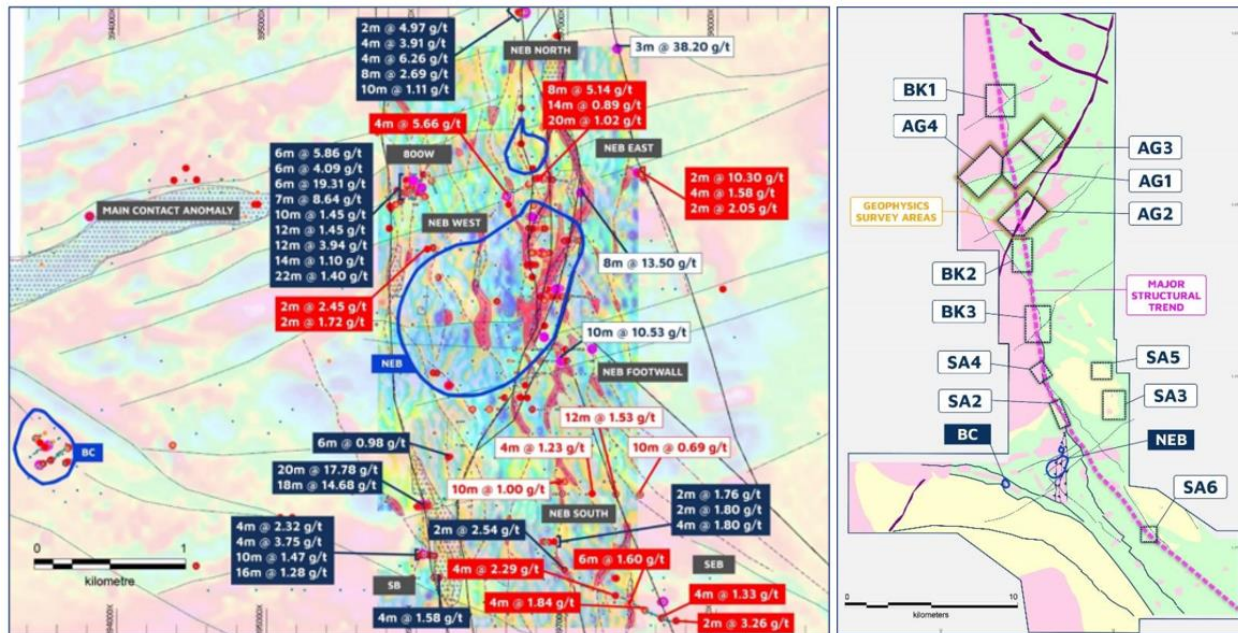 2m @ 4.97 g/t
4m @ 3.91 g/t
4m @ 6.26 g/t
8m @ 2.69 g/t
10m @ 1.11 g/t
NEB NORTH
3m @ 38.20 g/t
8m @ 5.14 g/t
14m @ 0.89 g/t
20m @ 1.02 g/t
4m @ 5.66 g/t
800W
NEB EAST
6m @ 5.86 g/t
6m @ 4.09 g/t
6m @ 19.31 g/t
7m @ 8.64 g/t
10m @ 1.45 g/t
12m @ 1.45 g/t
12m @ 3.94 g/t
14m @ 1.10 g/t
22m @ 1.40 g/t
2m @ 10.30 g/t
4m @ 1.58 g/t
2m @ 2.05 g/t
MAIN CONTACT ANOMALY
NEB WEST
8m @ 13.50 g/t
2m @ 2.45 g/t
2m @ 1.72 g/t
10m @ 10.53 g/t
NEB
NEB FOOTWALL
12m @ 1.53 g/t
6m @ 0.98 g/t
4m @ 1.23 g/t
10m @ 0.69 g/t
BC
20m @ 17.78 g/t
18m @ 14.68 g/t
10m @ 1.00 g/t
2m @ 1.76 g/t
2m @ 1.80 g/t
4m @ 1.80 g/t
NEB SOUTH
4m @ 2.32 g/t
4m @ 3.75 g/t
10m @ 1.47 g/t
16m @ 1.28 g/t
2m @ 2.54 g/t
6m @ 1.60 g/t
4m @ 2.29 g/t
SEB
SB
4m @ 1.33 g/t
4m @ 1.84 g/t
4m @ 1.58 g/t
2m @ 3.26 g/t
0 1
kilometre
394000X
395000X
BK1
AG4
AG3
AG1
GEOPHYSICS
SURVEY AREAS
AG2
BK2
MAJOR
STRUCTURAL
TREND
BK3
SA4
SA5
SA2
SA3
BC
NEB
SA6
0 10
kilometers